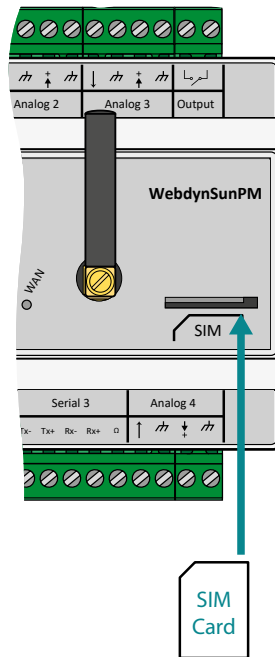 Analog 2
Analog 3
Output
WebdynSunPM
WAN
SIM
Serial 3
Analog 4
Tx- Tx+ Rx- Rx+ Ω
SIM
Card